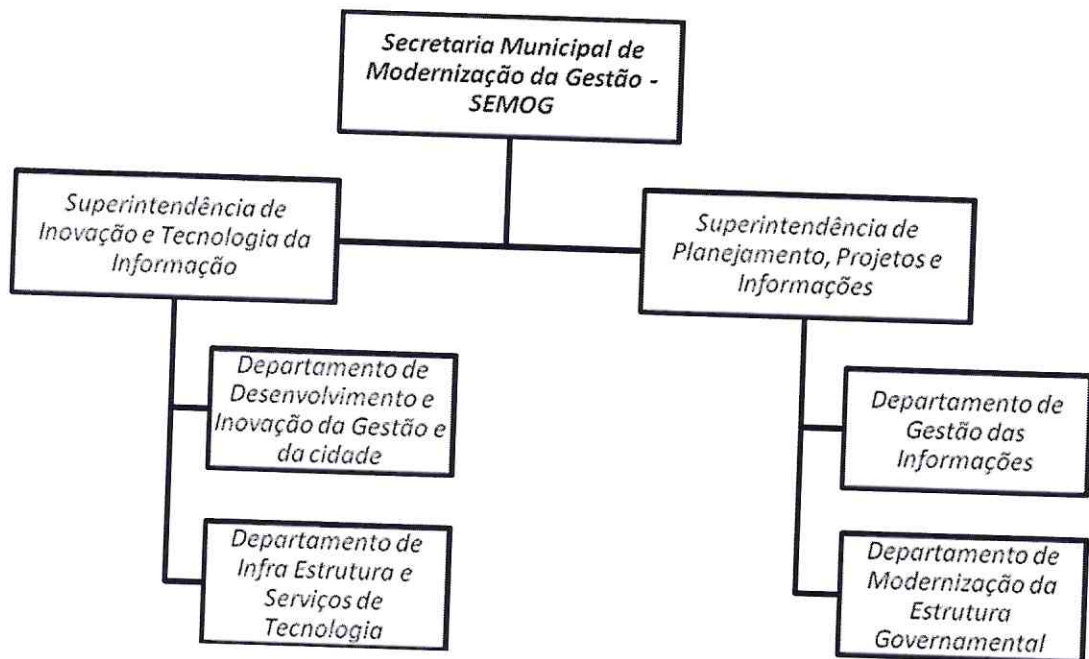 Secretaria Municipal de
Modernização da Gestão -
SEMOG
Superintendência de
Inovação e Tecnologia da
Informação
Superintendência de
Planejamento, Projetos e
Informações
Departamento de
Desenvolvimento e
Inovação da Gestão e
da cidade
Departamento de
Infra Estrutura e
Serviços de
Tecnologia
Departamento de
Gestão das
Informações
Departamento de
Modernização da
Estrutura
Governamental